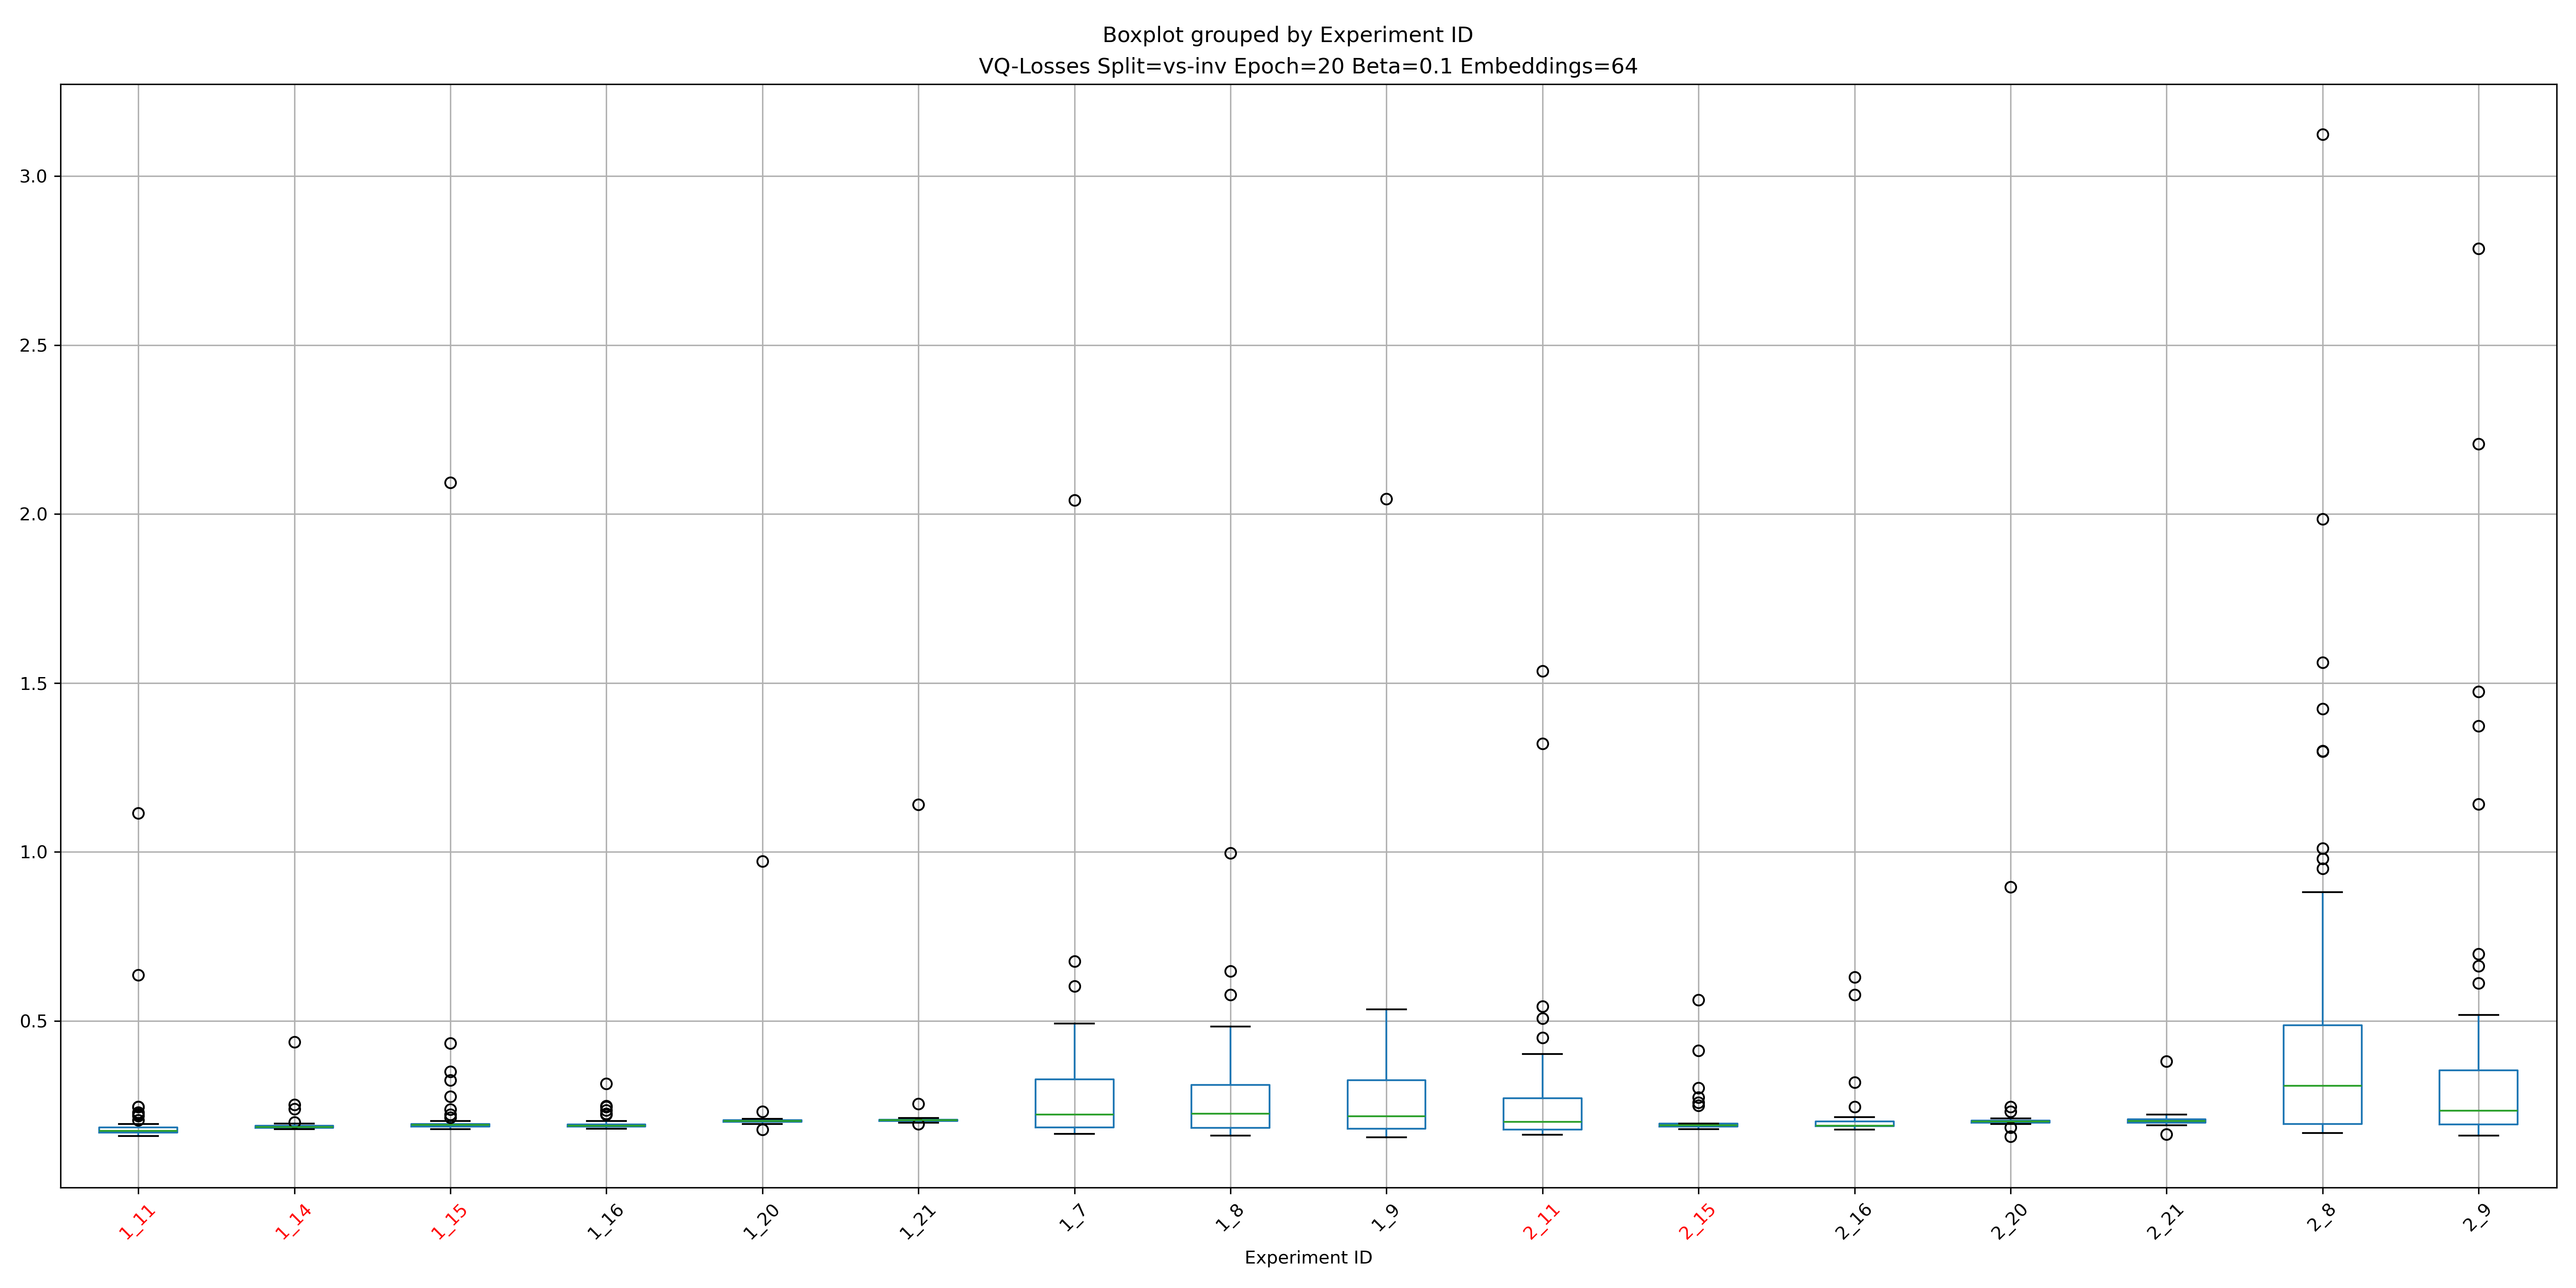 Boxplot grouped by Experiment ID
VQ-Losses Split=vs-inv Epoch=20 Beta=0.1 Embeddings=64
3.0
2.5
2.0
1.5
1.0
0.5
1_11 1_14 1_15 1_16 1_20 1_21 1_7 1_8 1_9 2_11 2_15 2_16 2_20 2_21 2_8 2_9
Experiment ID